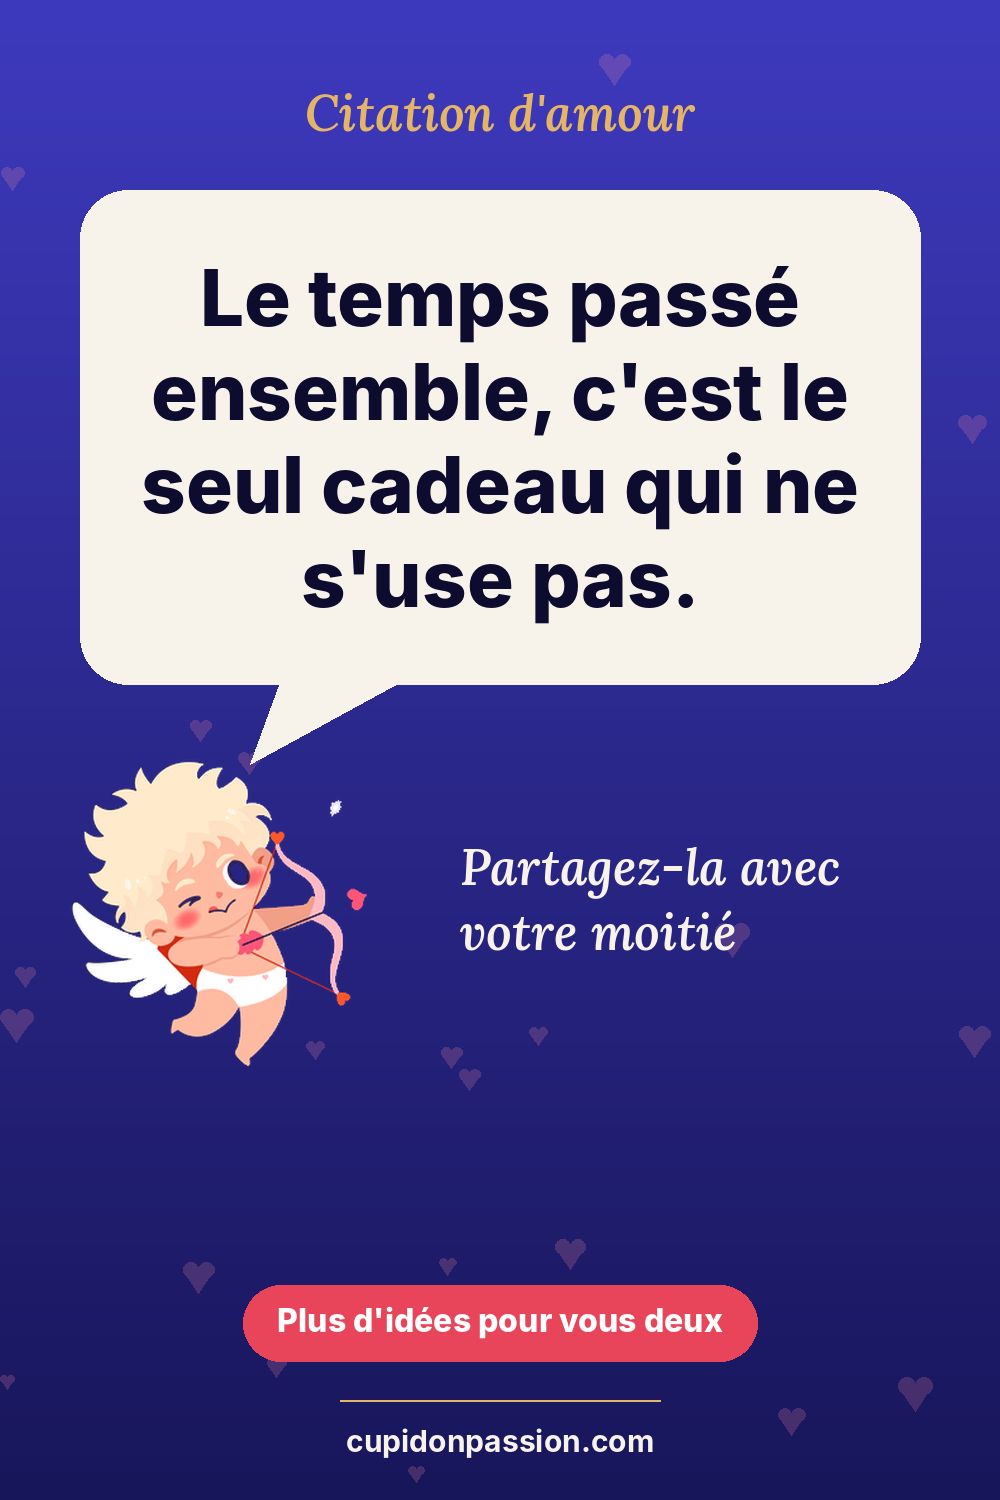 Citation d'amour
Le temps passé
ensemble, c'est le
seul cadeau qui ne
s'use pas.
Partagez-la avec
votre moitié
Plus d'idées pour vous deux
cupidonpassion.com